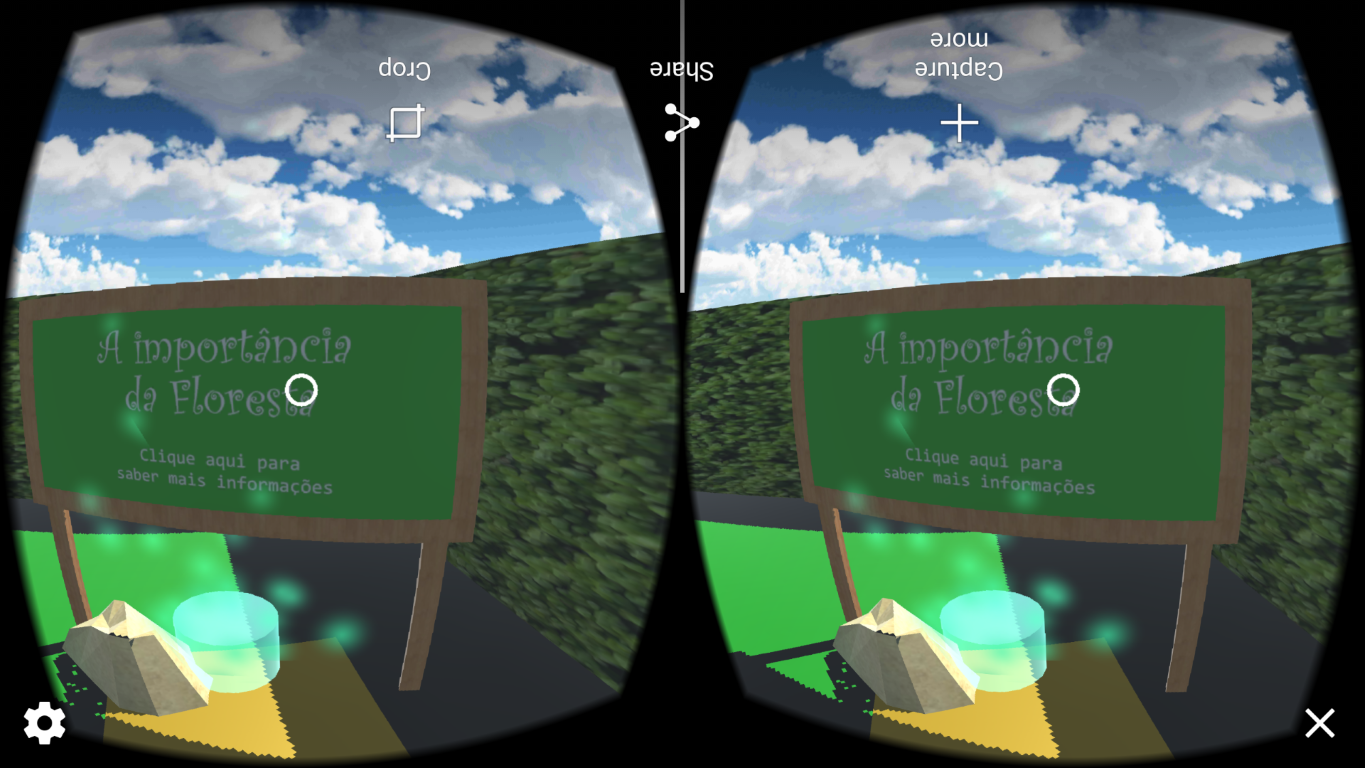 Crop
Share
Capture
more
A importância
da Floresta
Clique aqui para
saber mais informações
A importância
da Floresta
Clique aqui para
saber mais informações